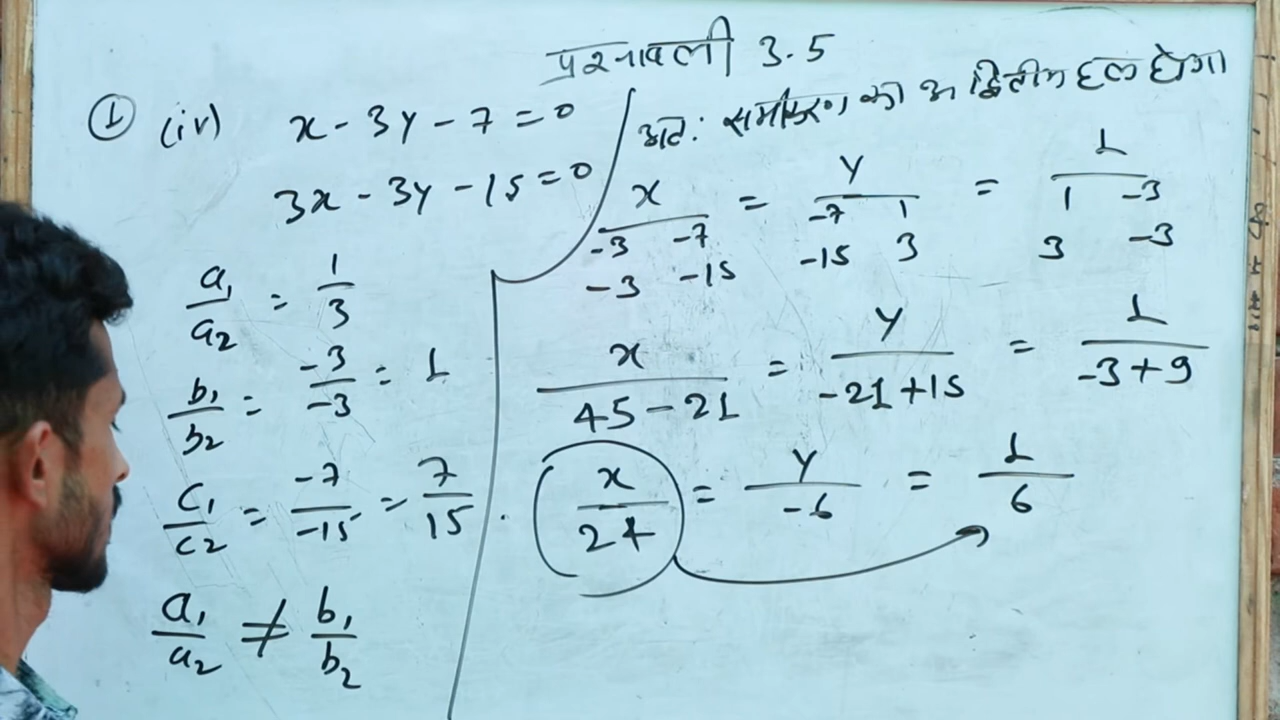 प्रश्नावली 3.5
① (iv) x - 3y - 7 = 0
3x - 3y - 15 = 0
a₁/a₂ = 1/3
b₁/b₂ = -3/-3 = 1
c₁/c₂ = -7/-15 = 7/15
a₁/a₂ ≠ b₁/b₂
अतः समीकरण का अद्वितीय हल होगा
x / (-3 -7) = y / (-7 1) = 1 / (1 -3)
-3 -15 -15 3 3 -3
x/(45-21) = y/(-21+15) = 1/(-3+9)
x/24 = y/-6 = 1/6